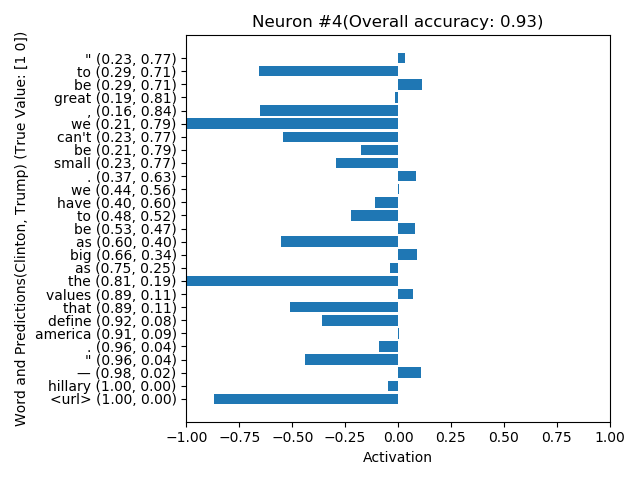 Neuron #4(Overall accuracy: 0.93)
Word and Predictions(Clinton, Trump) (True Value: [1 0])
" (0.23, 0.77)
to (0.29, 0.71)
be (0.29, 0.71)
great (0.19, 0.81)
, (0.16, 0.84)
we (0.21, 0.79)
can't (0.23, 0.77)
be (0.21, 0.79)
small (0.23, 0.77)
. (0.37, 0.63)
we (0.44, 0.56)
have (0.40, 0.60)
to (0.48, 0.52)
be (0.53, 0.47)
as (0.60, 0.40)
big (0.66, 0.34)
as (0.75, 0.25)
the (0.81, 0.19)
values (0.89, 0.11)
that (0.89, 0.11)
define (0.92, 0.08)
america (0.91, 0.09)
. (0.96, 0.04)
" (0.96, 0.04)
— (0.98, 0.02)
hillary (1.00, 0.00)
<url> (1.00, 0.00)
−1.00 −0.75 −0.50 −0.25 0.00 0.25 0.50 0.75 1.00
Activation